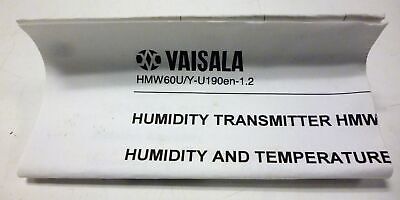 VAISALA
HMW60U/Y-U190en-1.2
HUMIDITY TRANSMITTER HMW
HUMIDITY AND TEMPERATURE